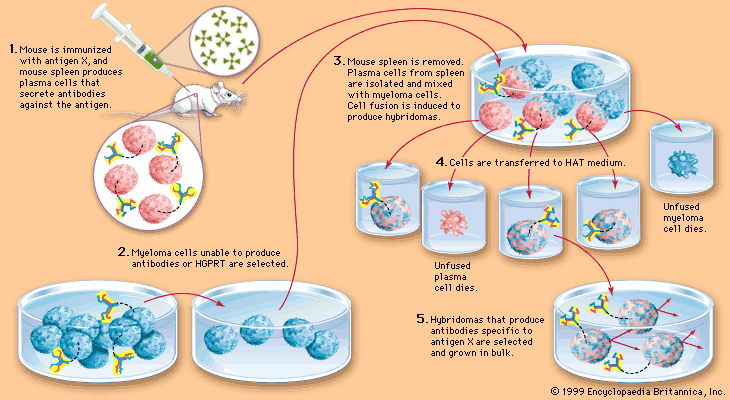 1. Mouse is immunized
with antigen X, and
mouse spleen produces
plasma cells that
secrete antibodies
against the antigen.
2. Myeloma cells unable to produce
antibodies or HGPRT are selected.
3. Mouse spleen is removed.
Plasma cells from spleen
are isolated and mixed
with myeloma cells.
Cell fusion is induced to
produce hybridomas.
4. Cells are transferred to HAT medium.
Unfused
myeloma
cell dies.
Unfused
plasma
cell dies.
5. Hybridomas that produce
antibodies specific to
antigen X are selected
and grown in bulk.
© 1999 Encyclopaedia Britannica, Inc.